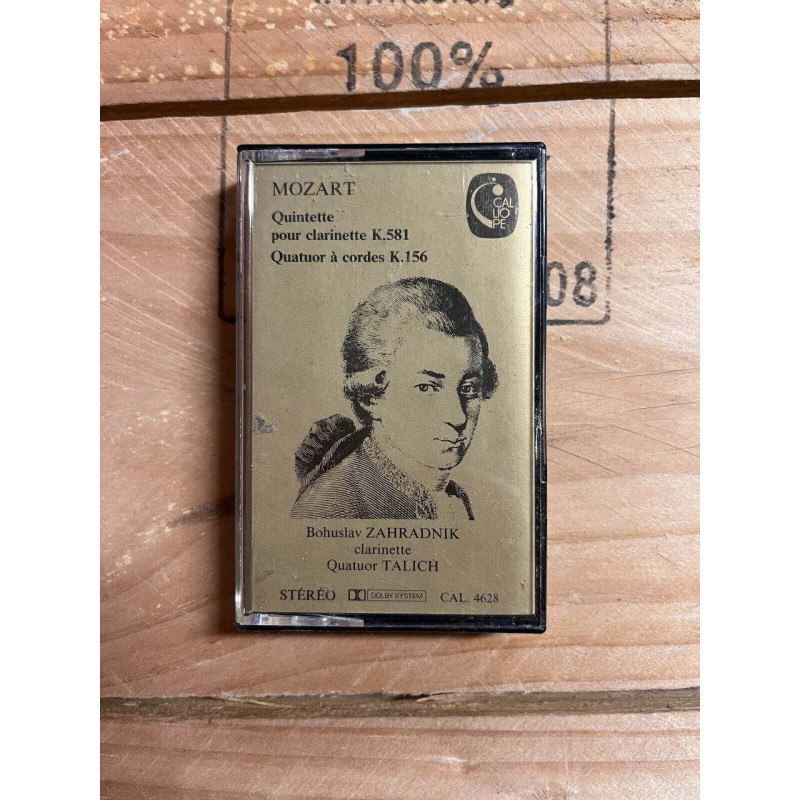 100%
MOZART
CAL
LIO
PE
Quintette
pour clarinette K.581
Quatuor à cordes K.156
08
Bohuslav ZAHRADNIK
clarinette
Quatuor TALICH
STÉRÉO DOLBY SYSTEM CAL. 4628